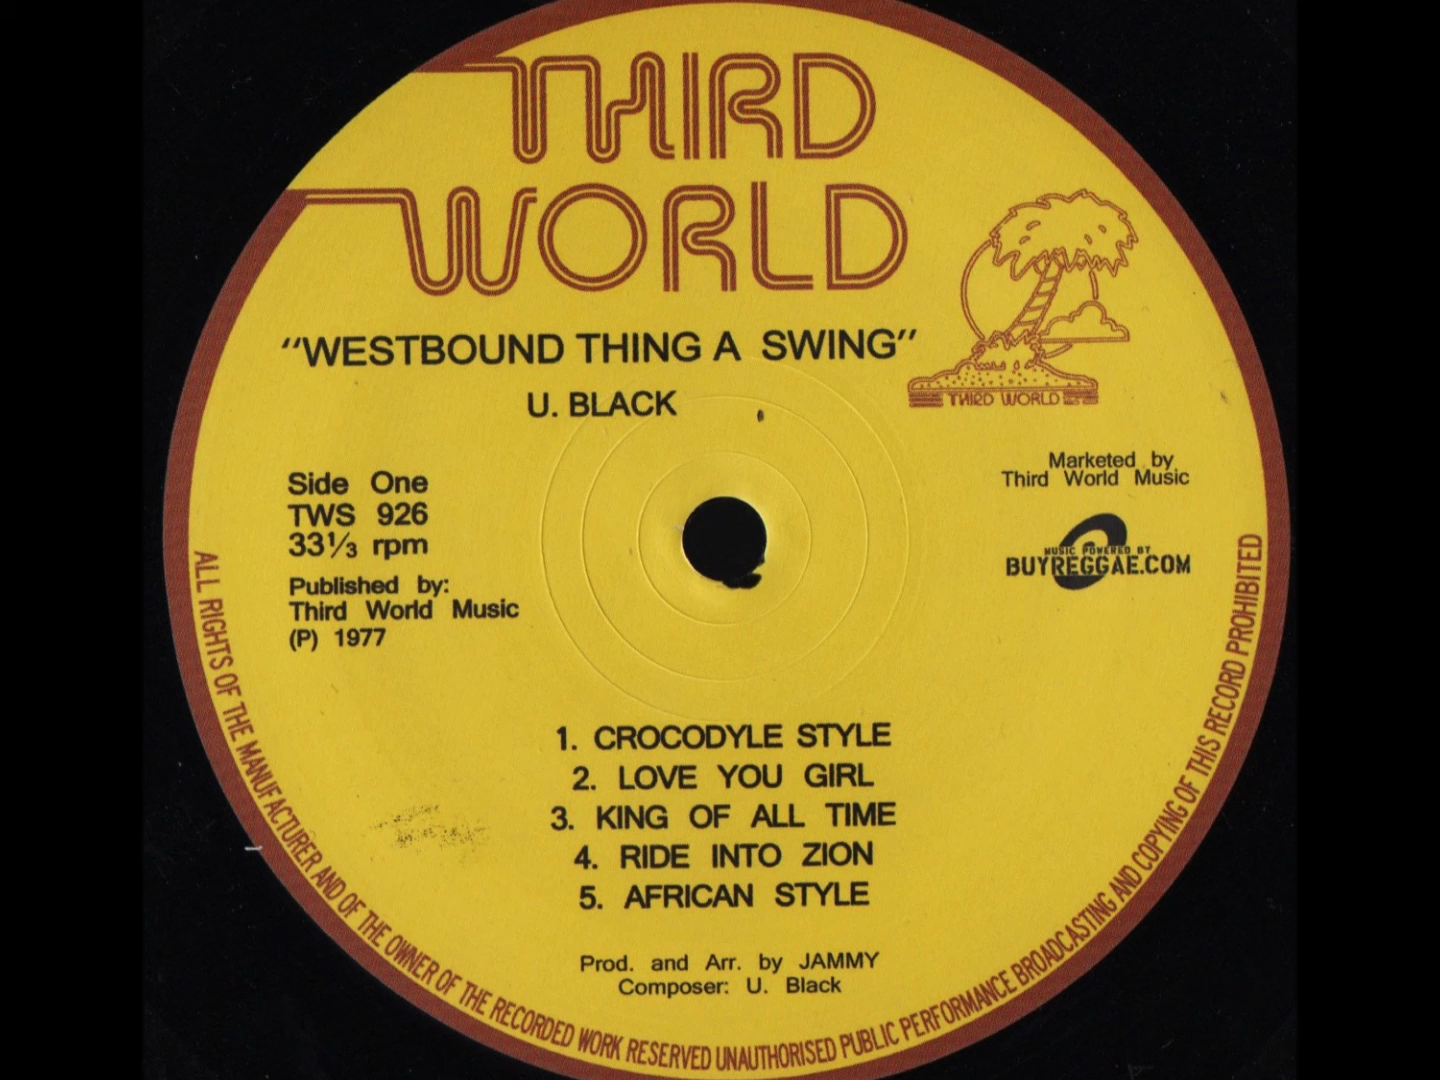 THIRD
WORLD
"WESTBOUND THING A SWING"
U. BLACK
THIRD WORLD
Side One
TWS 926
33⅓ rpm
Published by:
Third World Music
(P) 1977
Marketed by
Third World Music
MUSIC POWERED BY
BUYREGGAE.COM
1. CROCODYLE STYLE
2. LOVE YOU GIRL
3. KING OF ALL TIME
4. RIDE INTO ZION
5. AFRICAN STYLE
Prod. and Arr. by JAMMY
Composer: U. Black
ALL RIGHTS OF THE MANUFACTURER AND OF THE OWNER OF THE RECORDED WORK RESERVED UNAUTHORISED PUBLIC PERFORMANCE BROADCASTING AND COPYING OF THIS RECORD PROHIBITED